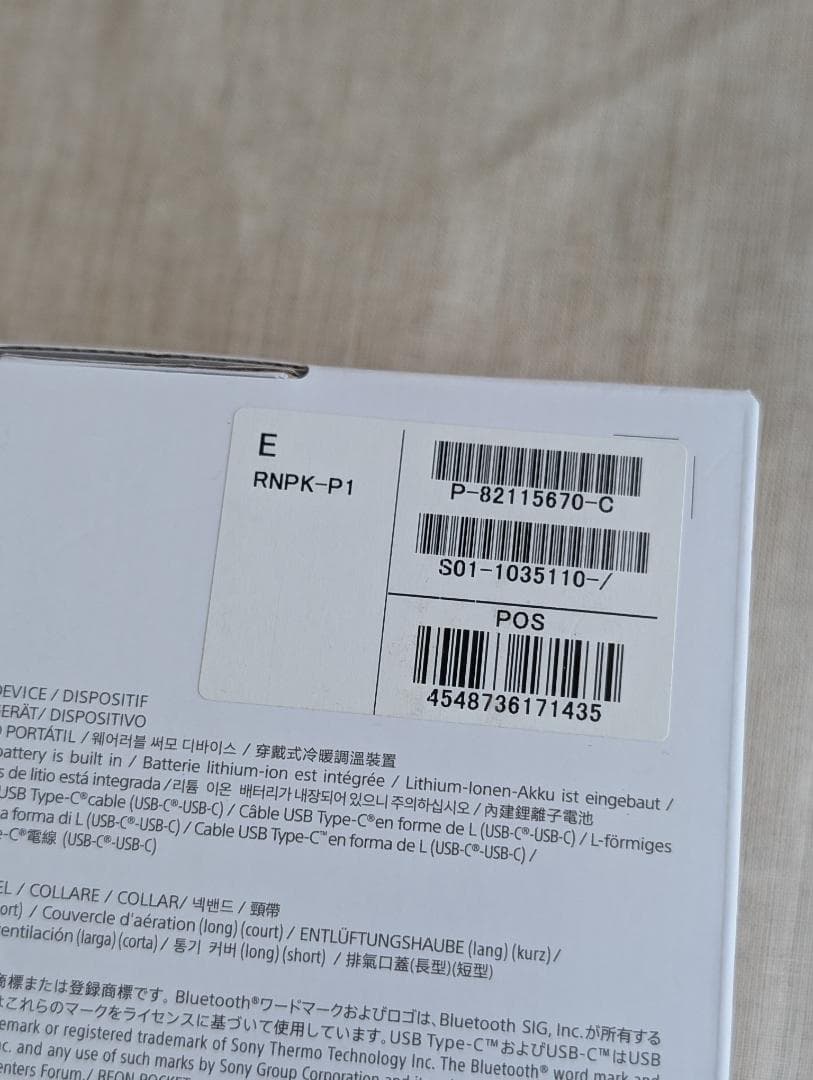 E
RNPK-P1
P-82115670-C
S01-1035110-/
POS
4548736171435
DEVICE / DISPOSITIF
GERÄT/ DISPOSITIVO
PORTÁTIL / 웨어러블 써모 디바이스 / 穿戴式冷暖調溫裝置
battery is built in / Batterie lithium-ion est intégrée / Lithium-Ionen-Akku ist eingebaut /
s de litio está integrada / 리튬 이온 배터리가 내장되어 있으니 주의하십시오 / 內建鋰離子電池
USB Type-C®cable (USB-C®-USB-C) / Câble USB Type-C®en forme de L (USB-C®-USB-C) / L-förmiges
a forma di L (USB-C®-USB-C) / Cable USB Type-C™en forma de L (USB-C®-USB-C) /
e-C®電線 (USB-C®-USB-C)
EL / COLLARE / COLLAR/ 넥밴드 / 頸帶
ort) / Couvercle d'aération (long) (court) / ENTLÜFTUNGSHAUBE (lang) (kurz) /
ventilación (larga) (corta) / 통기 커버 (long) (short) / 排氣口蓋(長型)(短型)
商標または登録商標です。Bluetooth®ワードマークおよびロゴは、Bluetooth SIG, Inc.が所有する
はこれらのマークをライセンスに基づいて使用しています。USB Type-C™およびUSB-C™はUSB
emark or registered trademark of Sony Thermo Technology Inc. The Bluetooth® word mark and
nc. and any use of such marks by Sony Group Corporation and
enters Forum./ REON POCKET